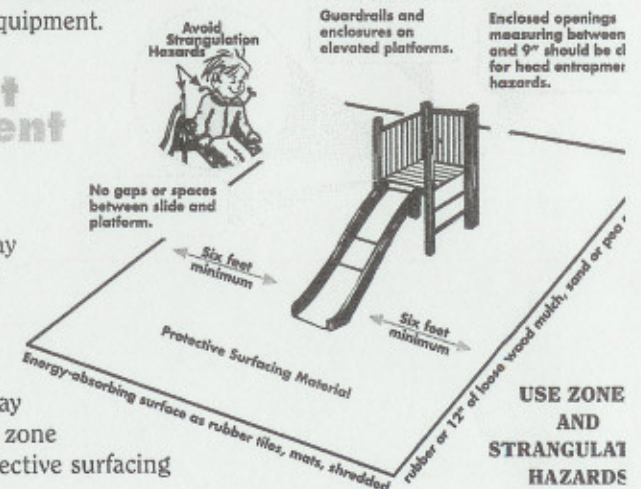 quipment.
t
ent
ay
ay
zone
ective surfacing
Avoid
Strangulation
Hazards
Guardrails and
enclosures on
elevated platforms.
Enclosed openings
measuring between
and 9" should be cl
for head entrapmen
hazards.
No gaps or spaces
between slide and
platform.
Six feet
minimum
Six feet
minimum
Protective Surfacing Material
Energy-absorbing surface as rubber tiles, mats, shredded
rubber or 12" of loose wood mulch, sand or pea
USE ZONE
AND
STRANGULAT
HAZARDS